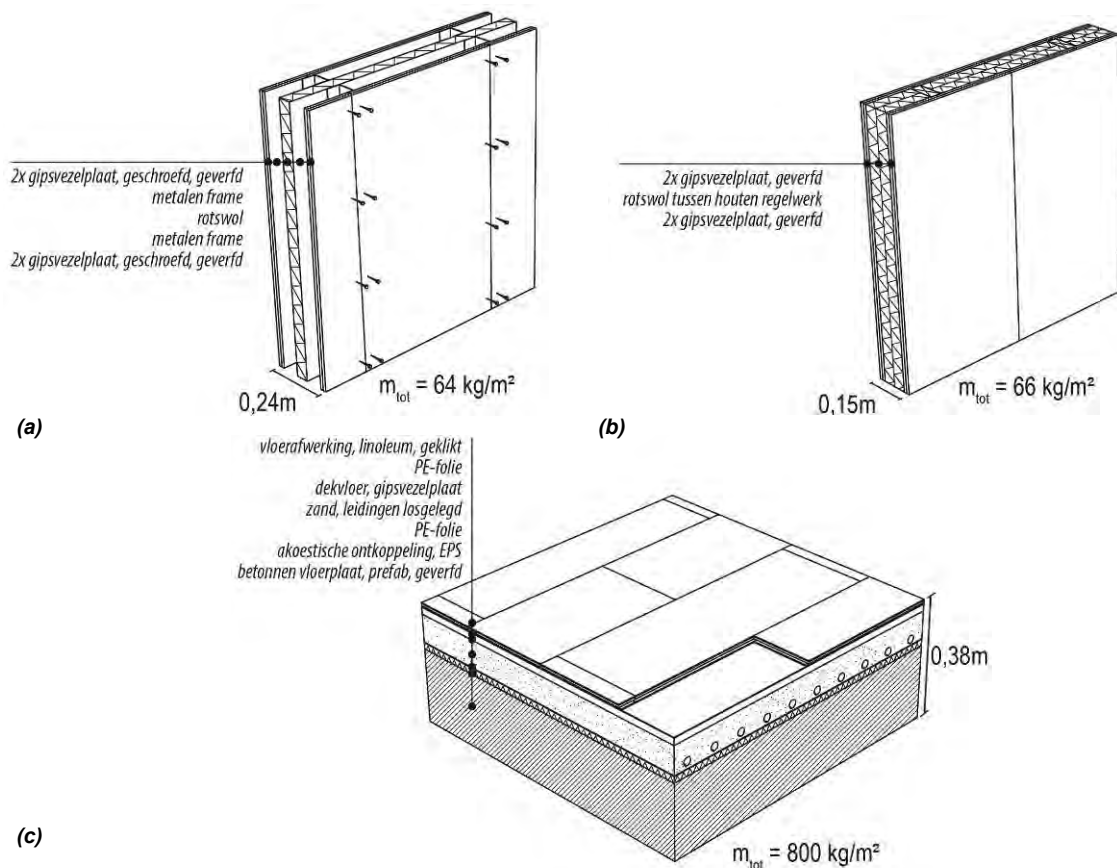 2x gipsvezelplaat, geschroefd, geverfd
metalen frame
rotswol
metalen frame
2x gipsvezelplaat, geschroefd, geverfd
0,24m
m_tot = 64 kg/m²
(a)
2x gipsvezelplaat, geverfd
rotswol tussen houten regelwerk
2x gipsvezelplaat, geverfd
0,15m
m_tot = 66 kg/m²
(b)
vloerafwerking, linoleum, geklikt
PE-folie
dekvloer, gipsvezelplaat
zand, leidingen losgelegd
PE-folie
akoestische ontkoppeling, EPS
betonnen vloerplaat, prefab, geverfd
0,38m
(c)
m_tot = 800 kg/m²